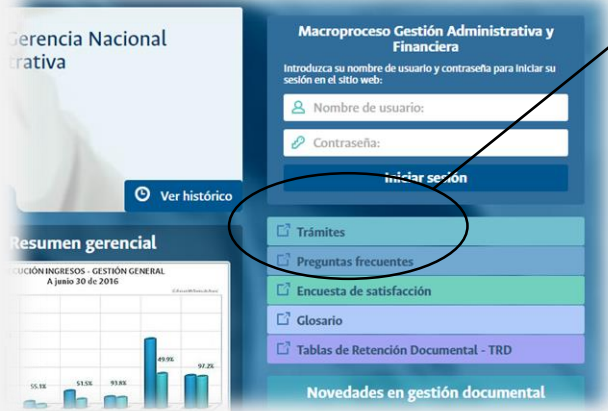 Gerencia Nacional
trativa
Ver histórico
Resumen gerencial
CUCIÓN INGRESOS - GESTIÓN GENERAL
A junio 30 de 2016
55.1%
51.5%
93.8%
49.9%
97.2%
Macroproceso Gestión Administrativa y
Financiera
Introduzca su nombre de usuario y contraseña para iniciar su
sesión en el sitio web:
Nombre de usuario:
Contraseña:
Iniciar sesión
Trámites
Preguntas frecuentes
Encuesta de satisfacción
Glosario
Tablas de Retención Documental - TRD
Novedades en gestión documental